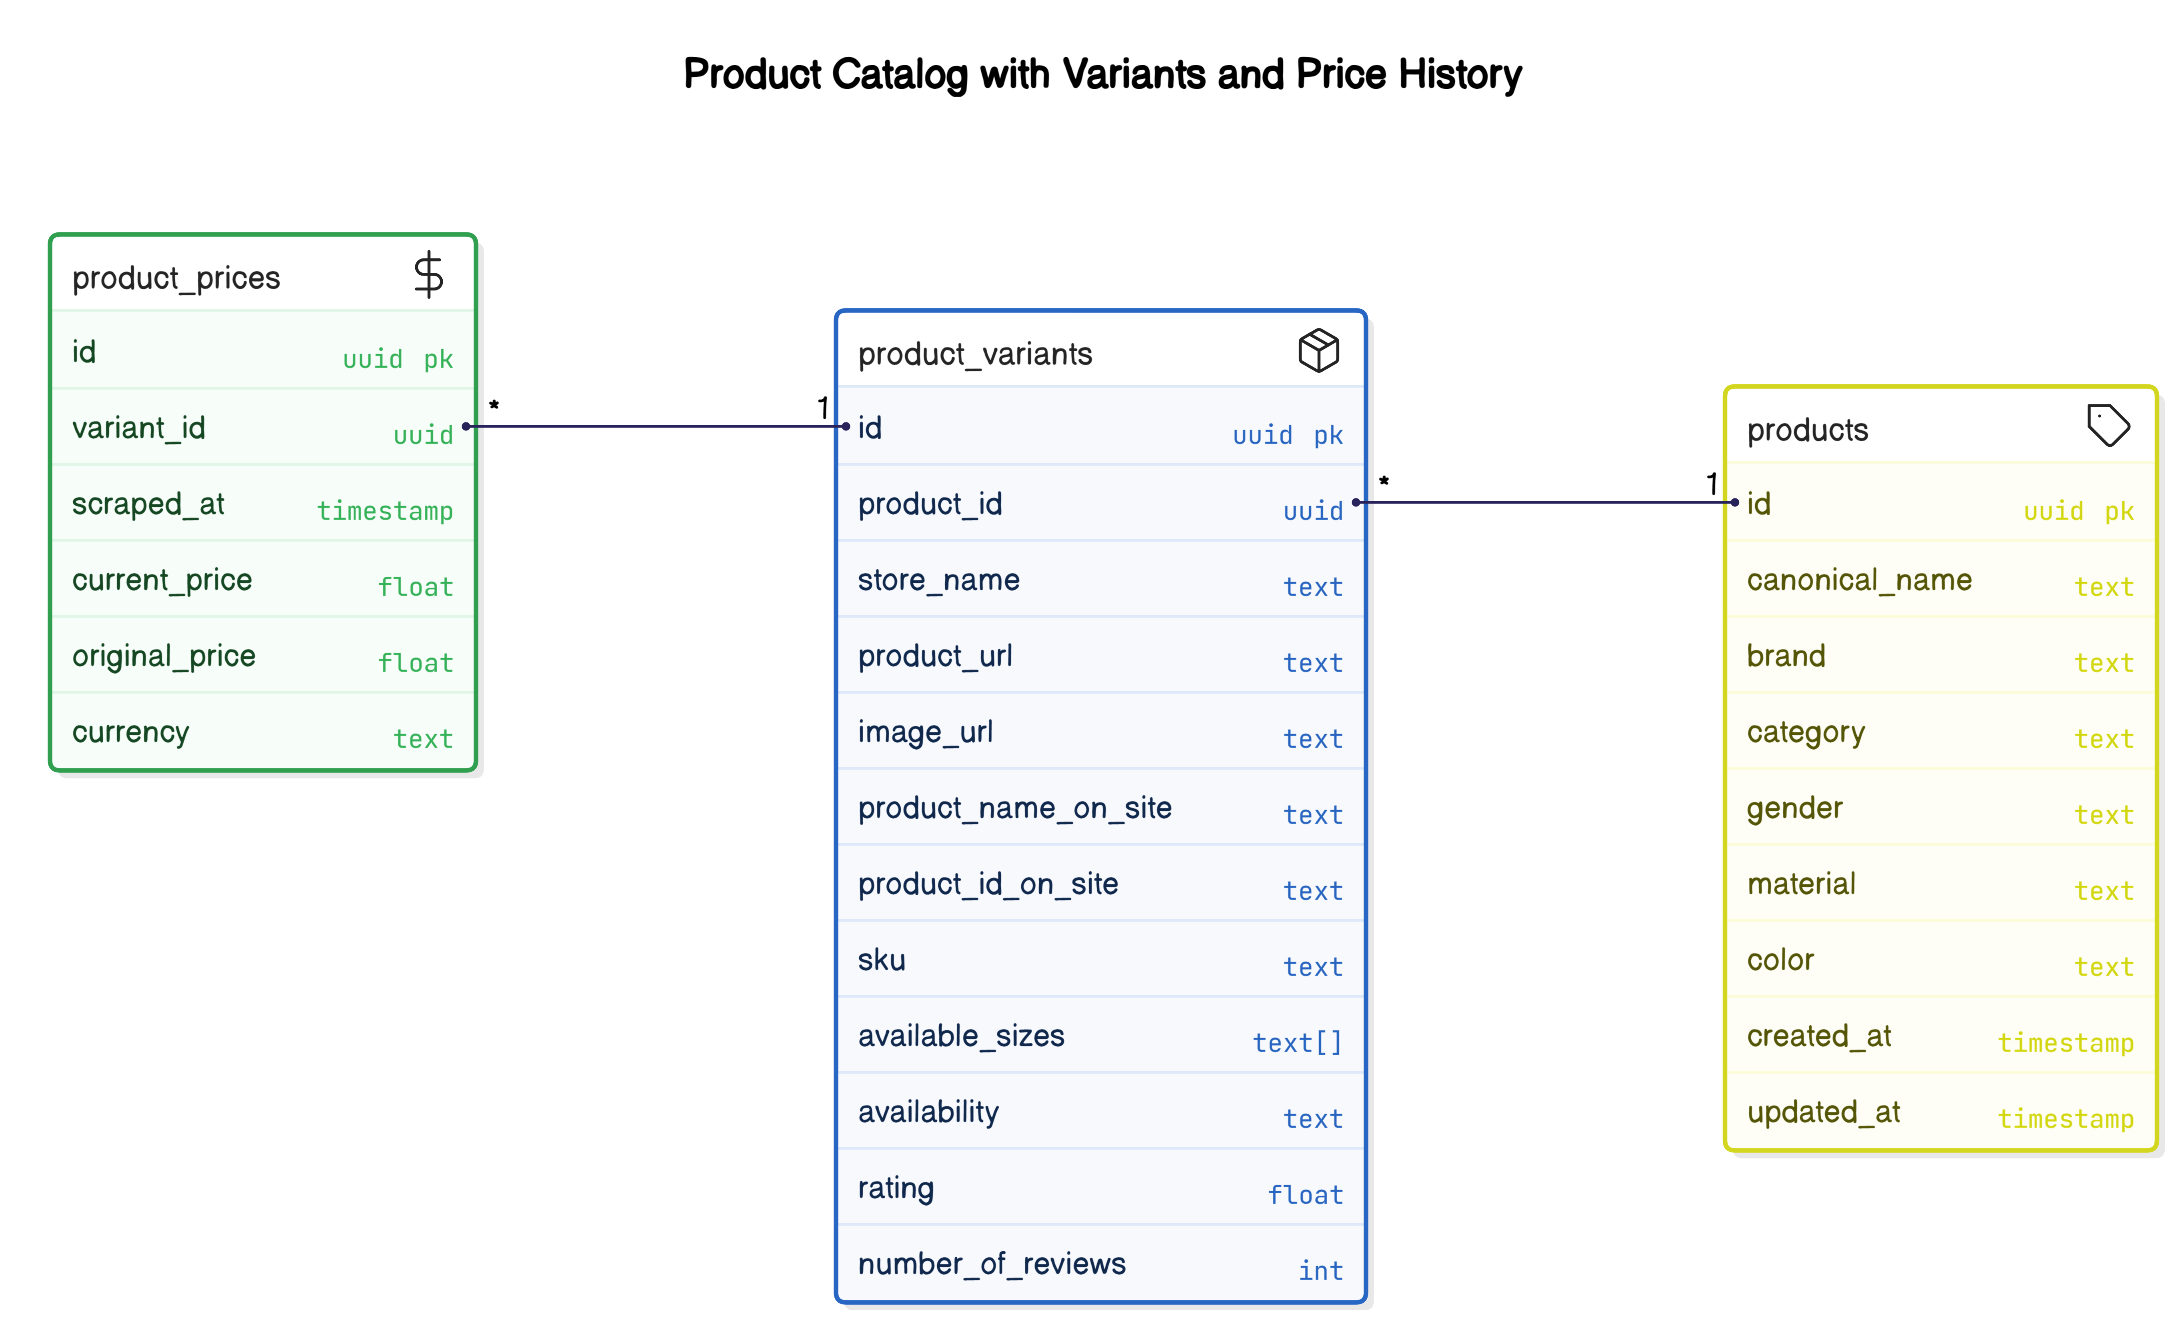 Product Catalog with Variants and Price History
product_prices
id uuid pk
variant_id uuid
scraped_at timestamp
current_price float
original_price float
currency text
* 1
product_variants
id uuid pk
product_id uuid
store_name text
product_url text
image_url text
product_name_on_site text
product_id_on_site text
sku text
available_sizes text[]
availability text
rating float
number_of_reviews int
* 1
products
id uuid pk
canonical_name text
brand text
category text
gender text
material text
color text
created_at timestamp
updated_at timestamp